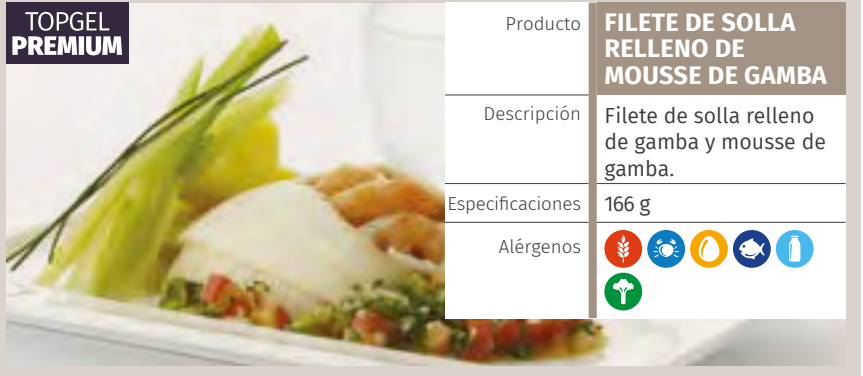 TOPGEL
PREMIUM
Producto
FILETE DE SOLLA
RELLENO DE
MOUSSE DE GAMBA
Descripción
Filete de solla relleno
de gamba y mousse de
gamba.
Especificaciones
166 g
Alérgenos